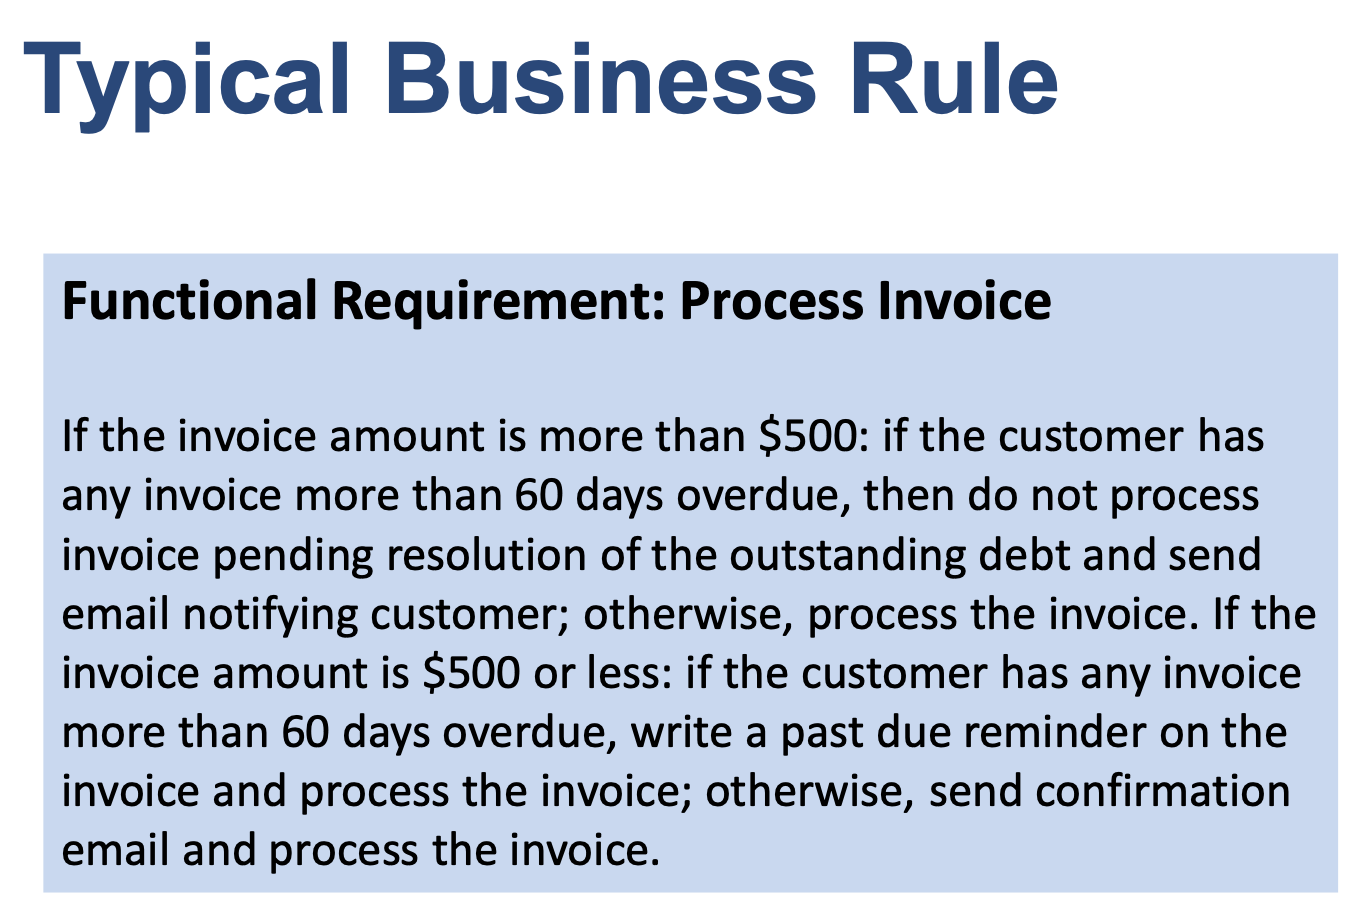 Typical Business Rule
Functional Requirement: Process Invoice
If the invoice amount is more than $500: if the customer has
any invoice more than 60 days overdue, then do not process
invoice pending resolution of the outstanding debt and send
email notifying customer; otherwise, process the invoice. If the
invoice amount is $500 or less: if the customer has any invoice
more than 60 days overdue, write a past due reminder on the
invoice and process the invoice; otherwise, send confirmation
email and process the invoice.